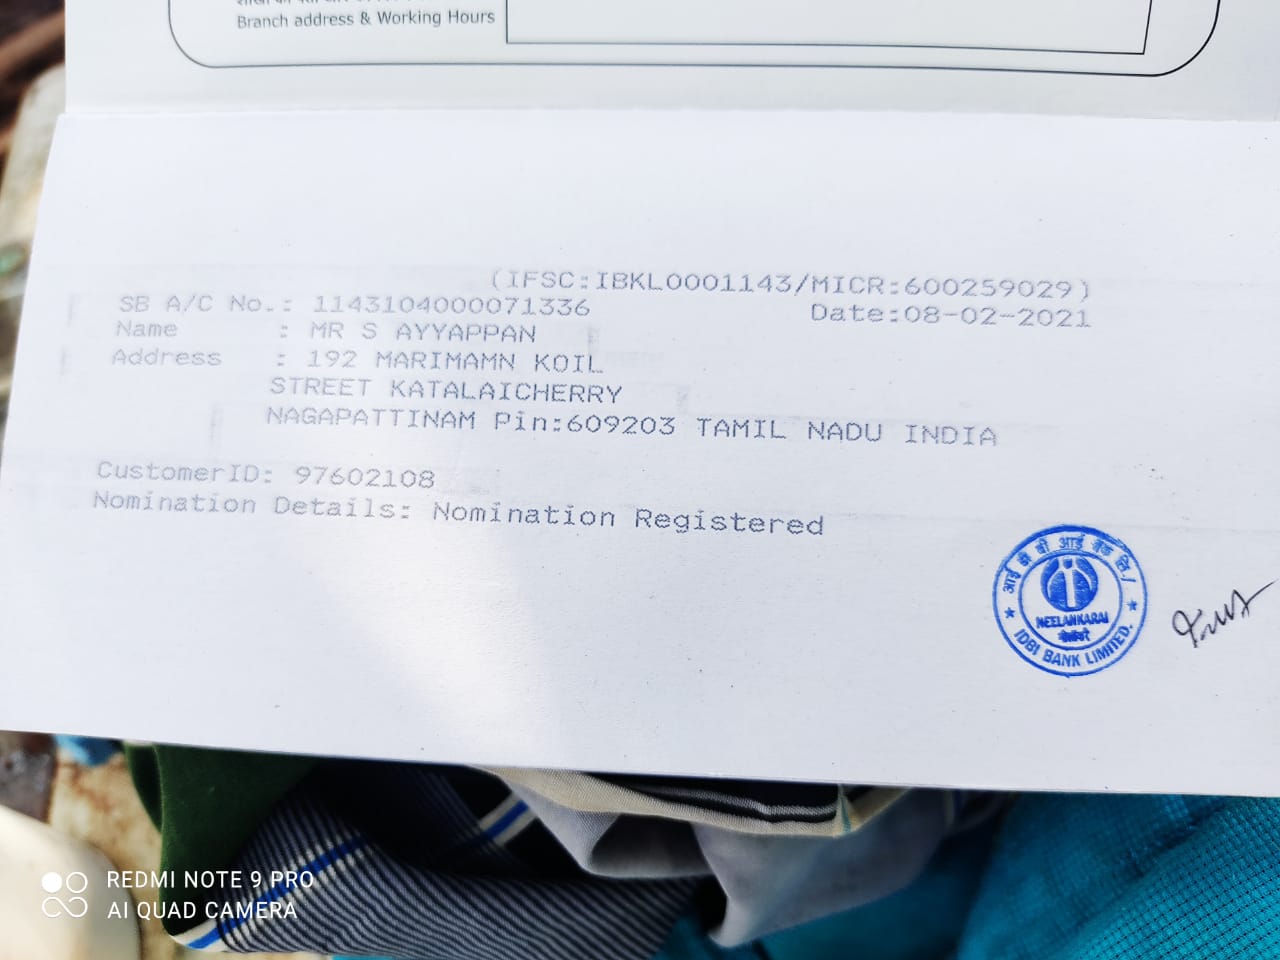 Branch address & Working Hours
(IFSC:IBKL0001143/MICR:600259029)
SB A/C No.: 1143104000071336 Date:08-02-2021
Name : MR S AYYAPPAN
Address : 192 MARIMAMN KOIL
STREET KATALAICHERRY
NAGAPATTINAM Pin:609203 TAMIL NADU INDIA
CustomerID: 97602108
Nomination Details: Nomination Registered
आई डी बी आई बैंक लि./
NEELANKARAI
IDBI BANK LIMITED.
REDMI NOTE 9 PRO
AI QUAD CAMERA